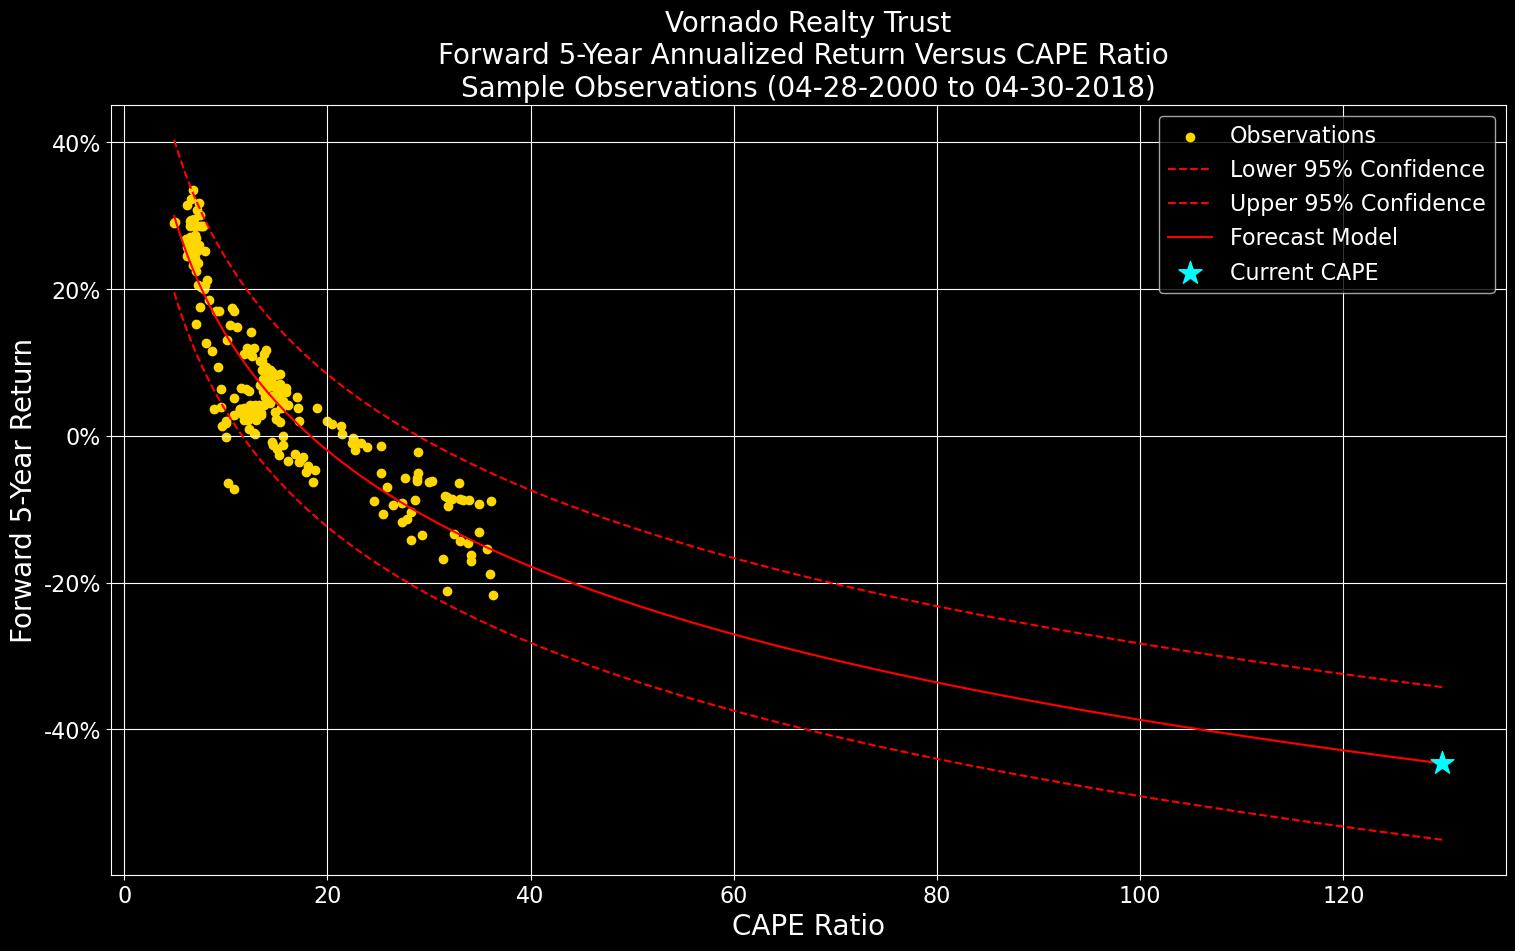 Vornado Realty Trust
Forward 5-Year Annualized Return Versus CAPE Ratio
Sample Observations (04-28-2000 to 04-30-2018)
Observations
Lower 95% Confidence
Upper 95% Confidence
Forecast Model
Current CAPE
40%
20%
0%
-20%
-40%
Forward 5-Year Return
0 20 40 60 80 100 120
CAPE Ratio